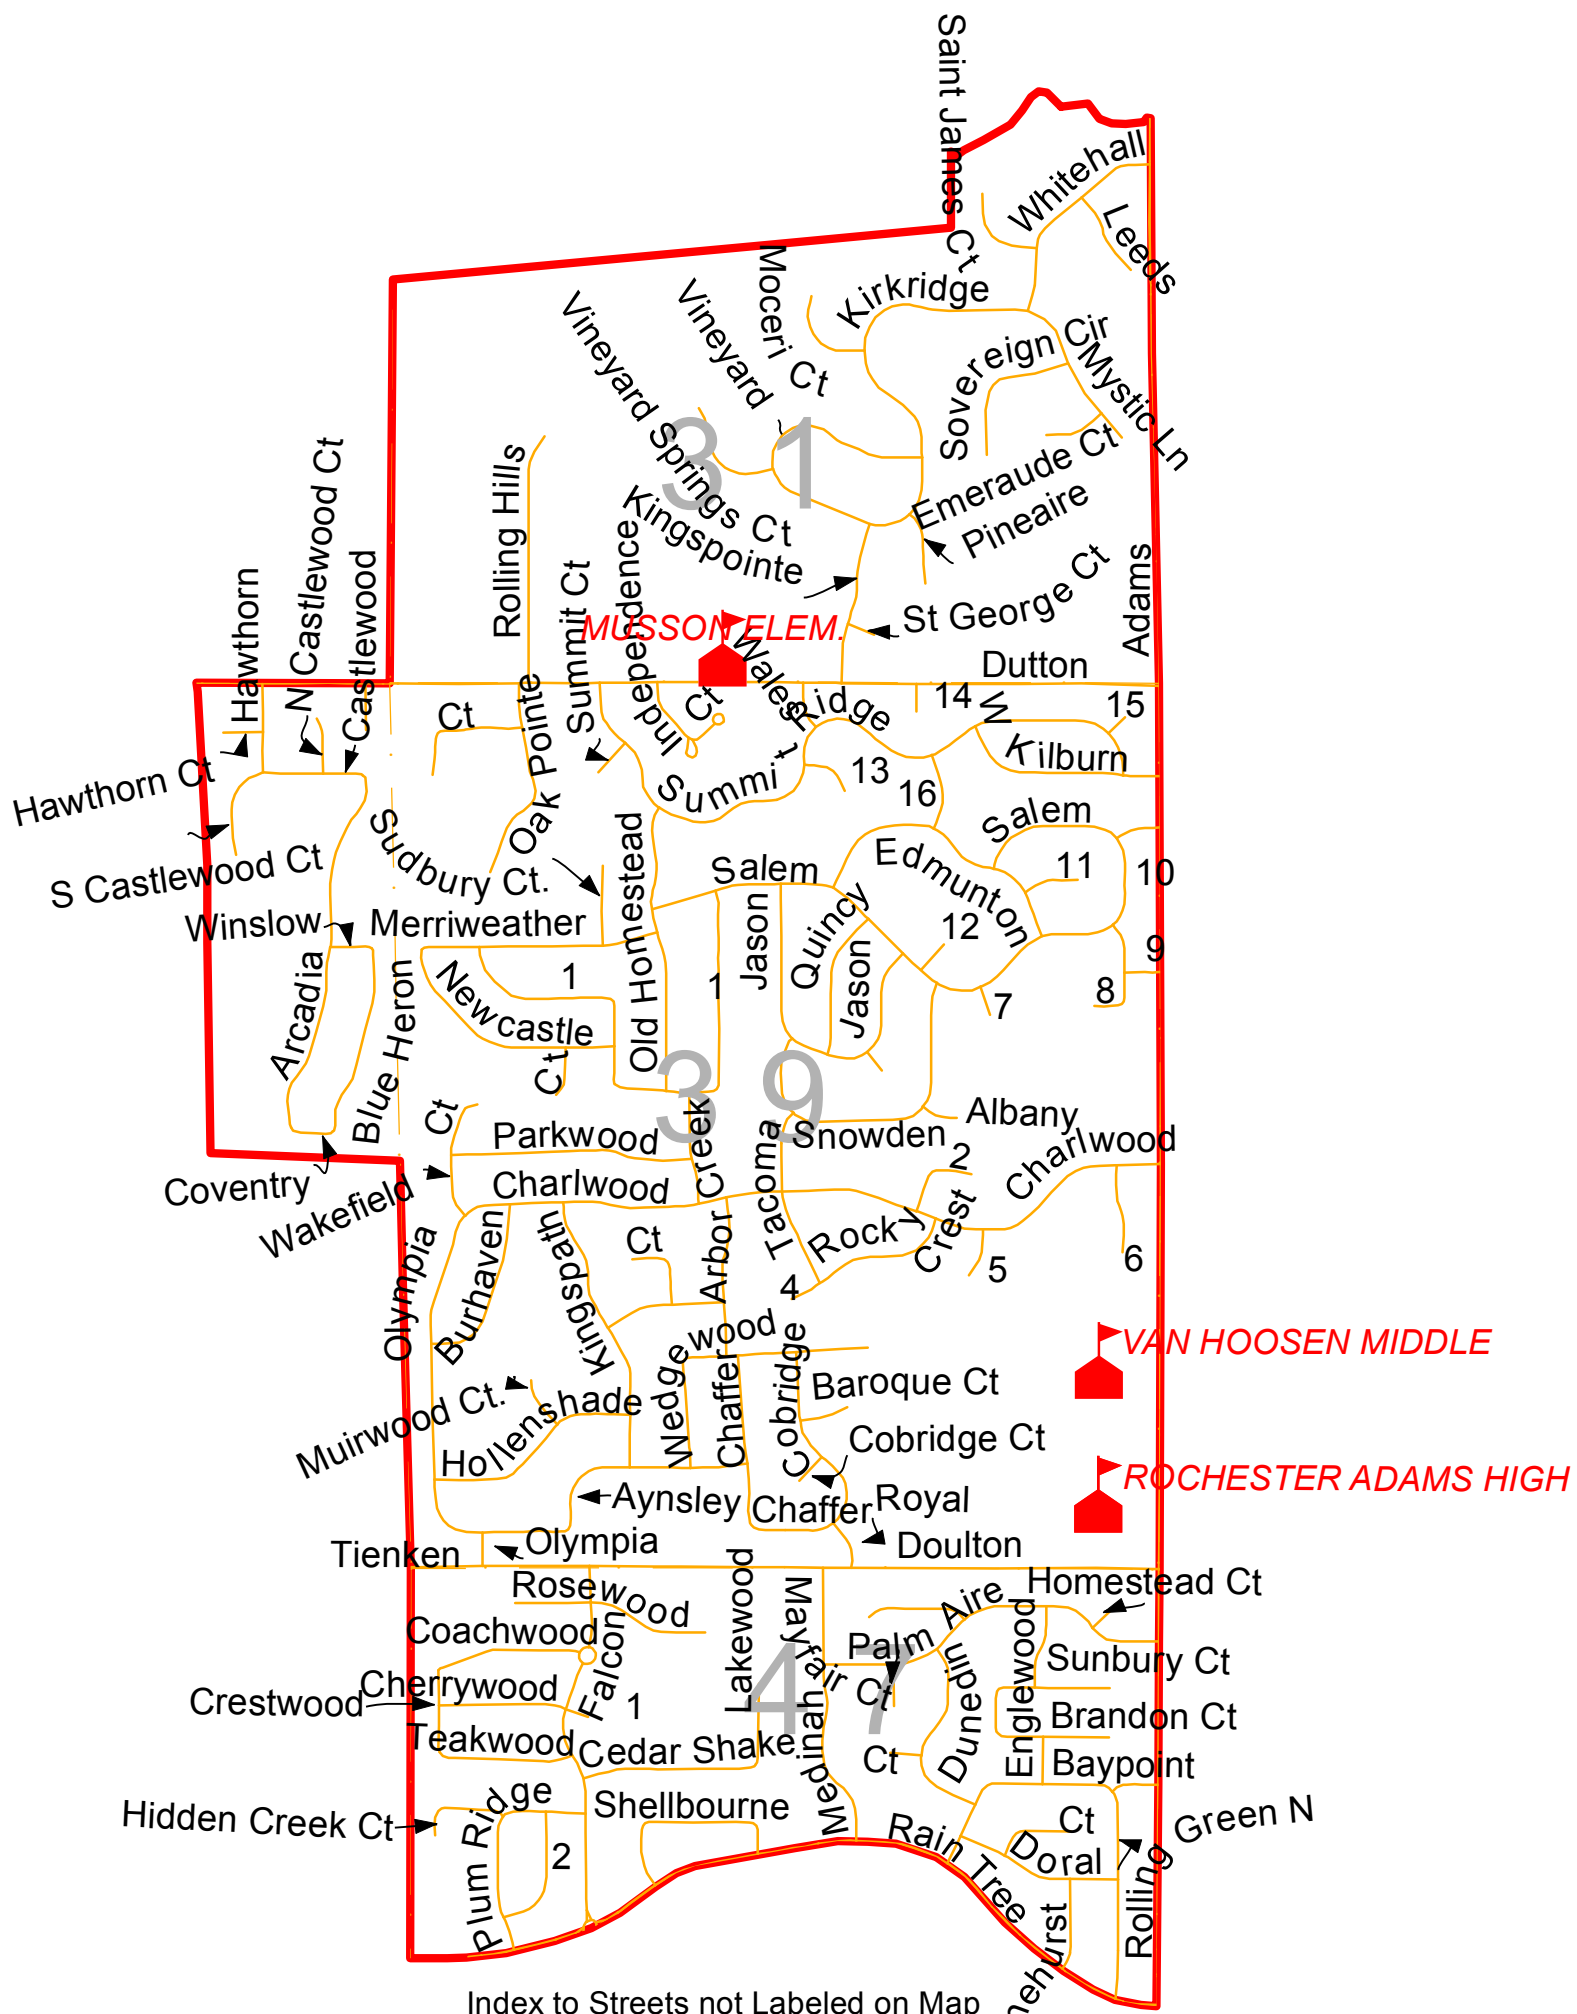 Saint James Ct
Whitehall
Leeds
Moceri Ct
Kirkridge
Vineyard
Vineyard Springs Ct
Sovereign Cir
Mystic Ln
31
Rolling Hills
N Castlewood Ct
Emeraude Ct
Pineaire
Kingspointe
Independence
Ct
Summit Ct
Hawthorn
Castlewood
St George Ct
Adams
MUSSON ELEM.
Wales
Dutton
Ct
Oak Pointe
Ridge
14
W
15
Kilburn
Hawthorn Ct
Summit
13
16
Sudbury Ct.
Salem
S Castlewood Ct
Old Homestead
Salem
Edmunton
11
10
Winslow
Merriweather
Jason
Quincy
12
9
Arcadia
Blue Heron
Newcastle
1
1
Jason
7
8
Ct
39
Ct
Parkwood
Arbor Creek
Tacoma
Snowden
Albany
2
Charlwood
Coventry
Wakefield
Charlwood
Olympia
Burhaven
Kingspath
Ct
Rocky Crest
4
5
6
Wedgewood
Chaffer
Cobridge
VAN HOOSEN MIDDLE
Baroque Ct
Muirwood Ct.
Hollenshade
Cobridge Ct
ROCHESTER ADAMS HIGH
Aynsley
Chaffer
Royal
Doulton
Tienken
Olympia
Rosewood
Lakewood
Mayfair Ct
Palm Aire
Homestead Ct
Coachwood
Falcon
47
Englewood
Sunbury Ct
Crestwood
Cherrywood
1
Medinah
Dunedin
Brandon Ct
Teakwood
Cedar Shake
Ct
Baypoint
Hidden Creek Ct
Plum Ridge
Shellbourne
2
Rain Tree
Ct
Doral
Rolling Green N
Index to Streets not Labeled on Map